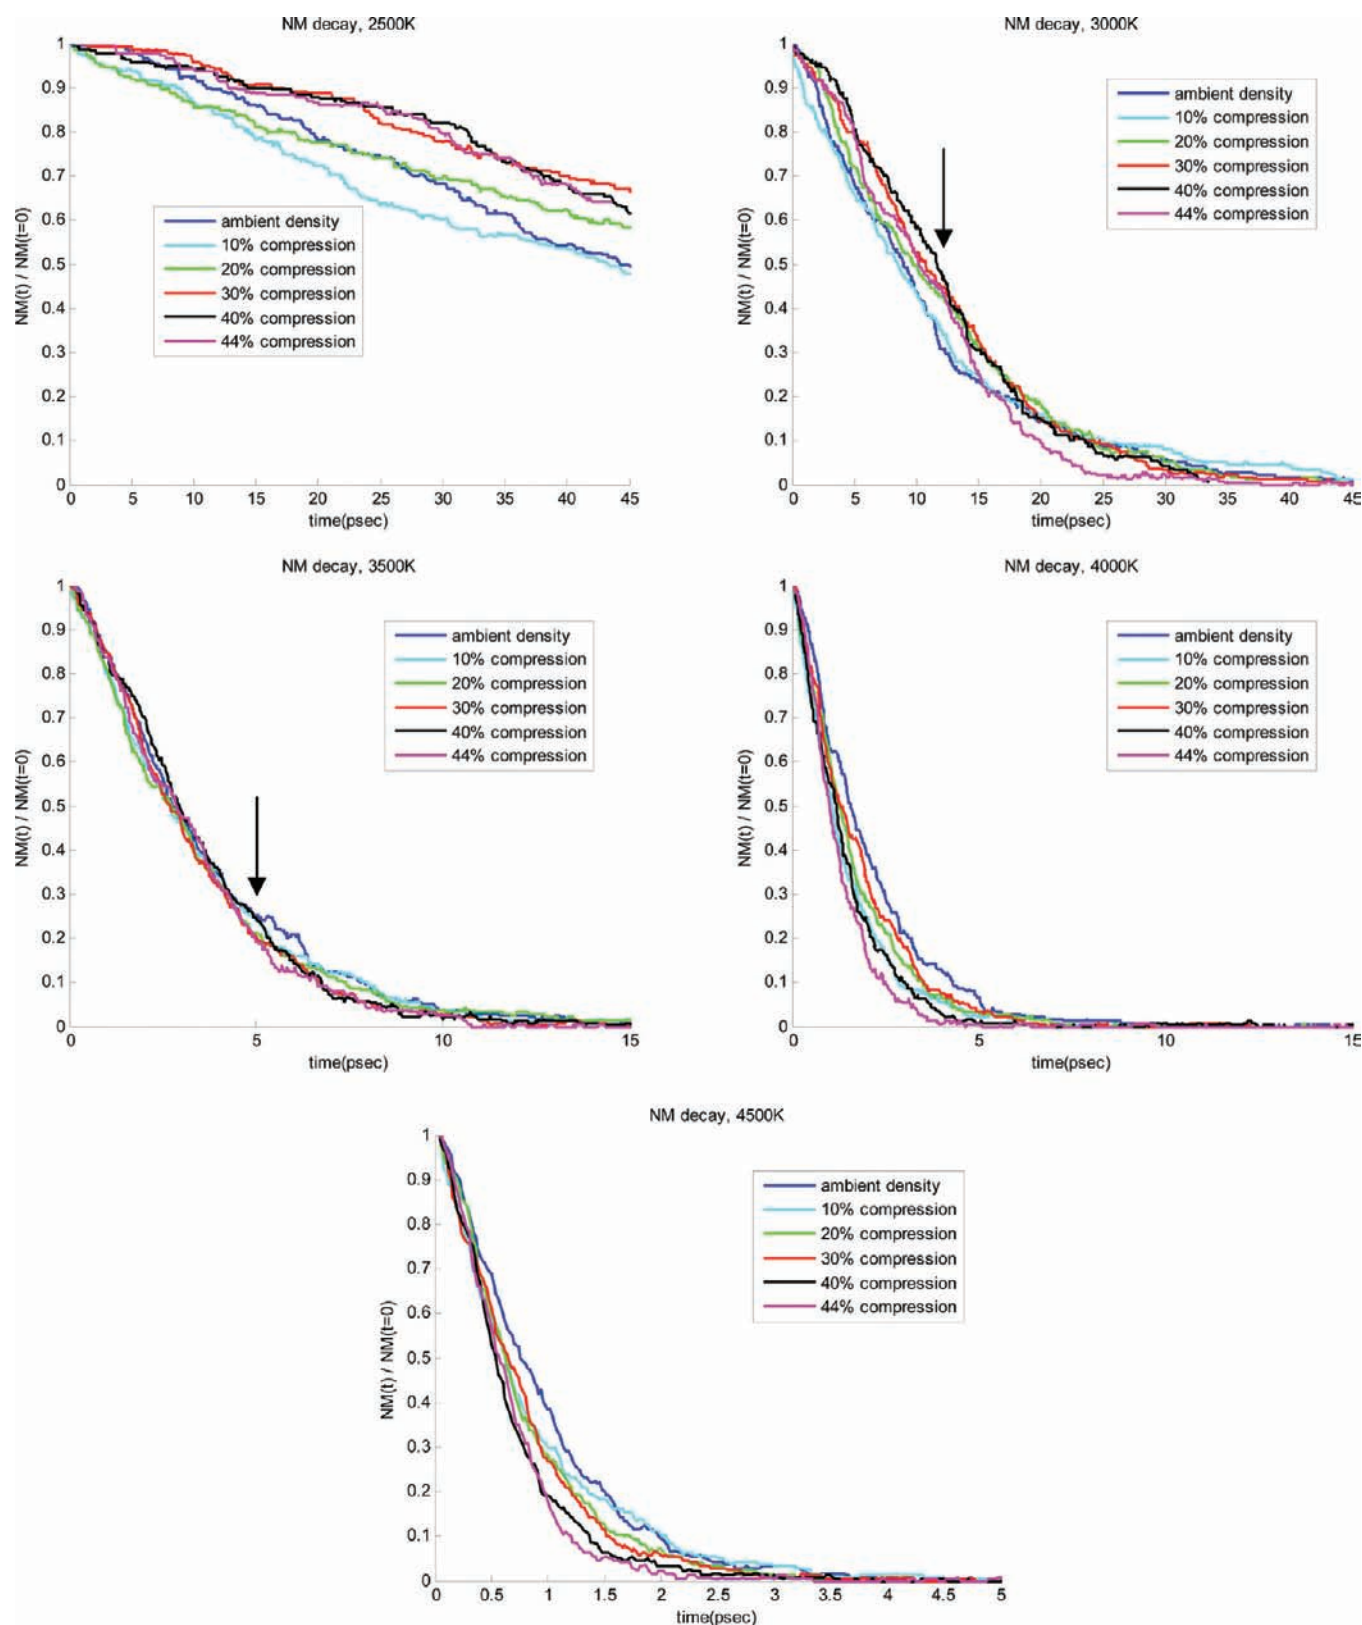 NM decay, 2500K
1
0.9
0.8
0.7
0.6
0.5
0.4
0.3
0.2
0.1
0
NM(t) / NM(t=0)
ambient density
10% compression
20% compression
30% compression
40% compression
44% compression
0 5 10 15 20 25 30 35 40 45
time(psec)
NM decay, 3000K
1
0.9
0.8
0.7
0.6
0.5
0.4
0.3
0.2
0.1
0
NM(t) / NM(t=0)
ambient density
10% compression
20% compression
30% compression
40% compression
44% compression
0 5 10 15 20 25 30 35 40 45
time(psec)
NM decay, 3500K
1
0.9
0.8
0.7
0.6
0.5
0.4
0.3
0.2
0.1
0
NM(t) / NM(t=0)
ambient density
10% compression
20% compression
30% compression
40% compression
44% compression
0 5 10 15
time(psec)
NM decay, 4000K
1
0.9
0.8
0.7
0.6
0.5
0.4
0.3
0.2
0.1
0
NM(t) / NM(t=0)
ambient density
10% compression
20% compression
30% compression
40% compression
44% compression
0 5 10 15
time(psec)
NM decay, 4500K
1
0.9
0.8
0.7
0.6
0.5
0.4
0.3
0.2
0.1
0
NM(t) / NM(t=0)
ambient density
10% compression
20% compression
30% compression
40% compression
44% compression
0 0.5 1 1.5 2 2.5 3 3.5 4 4.5 5
time(psec)